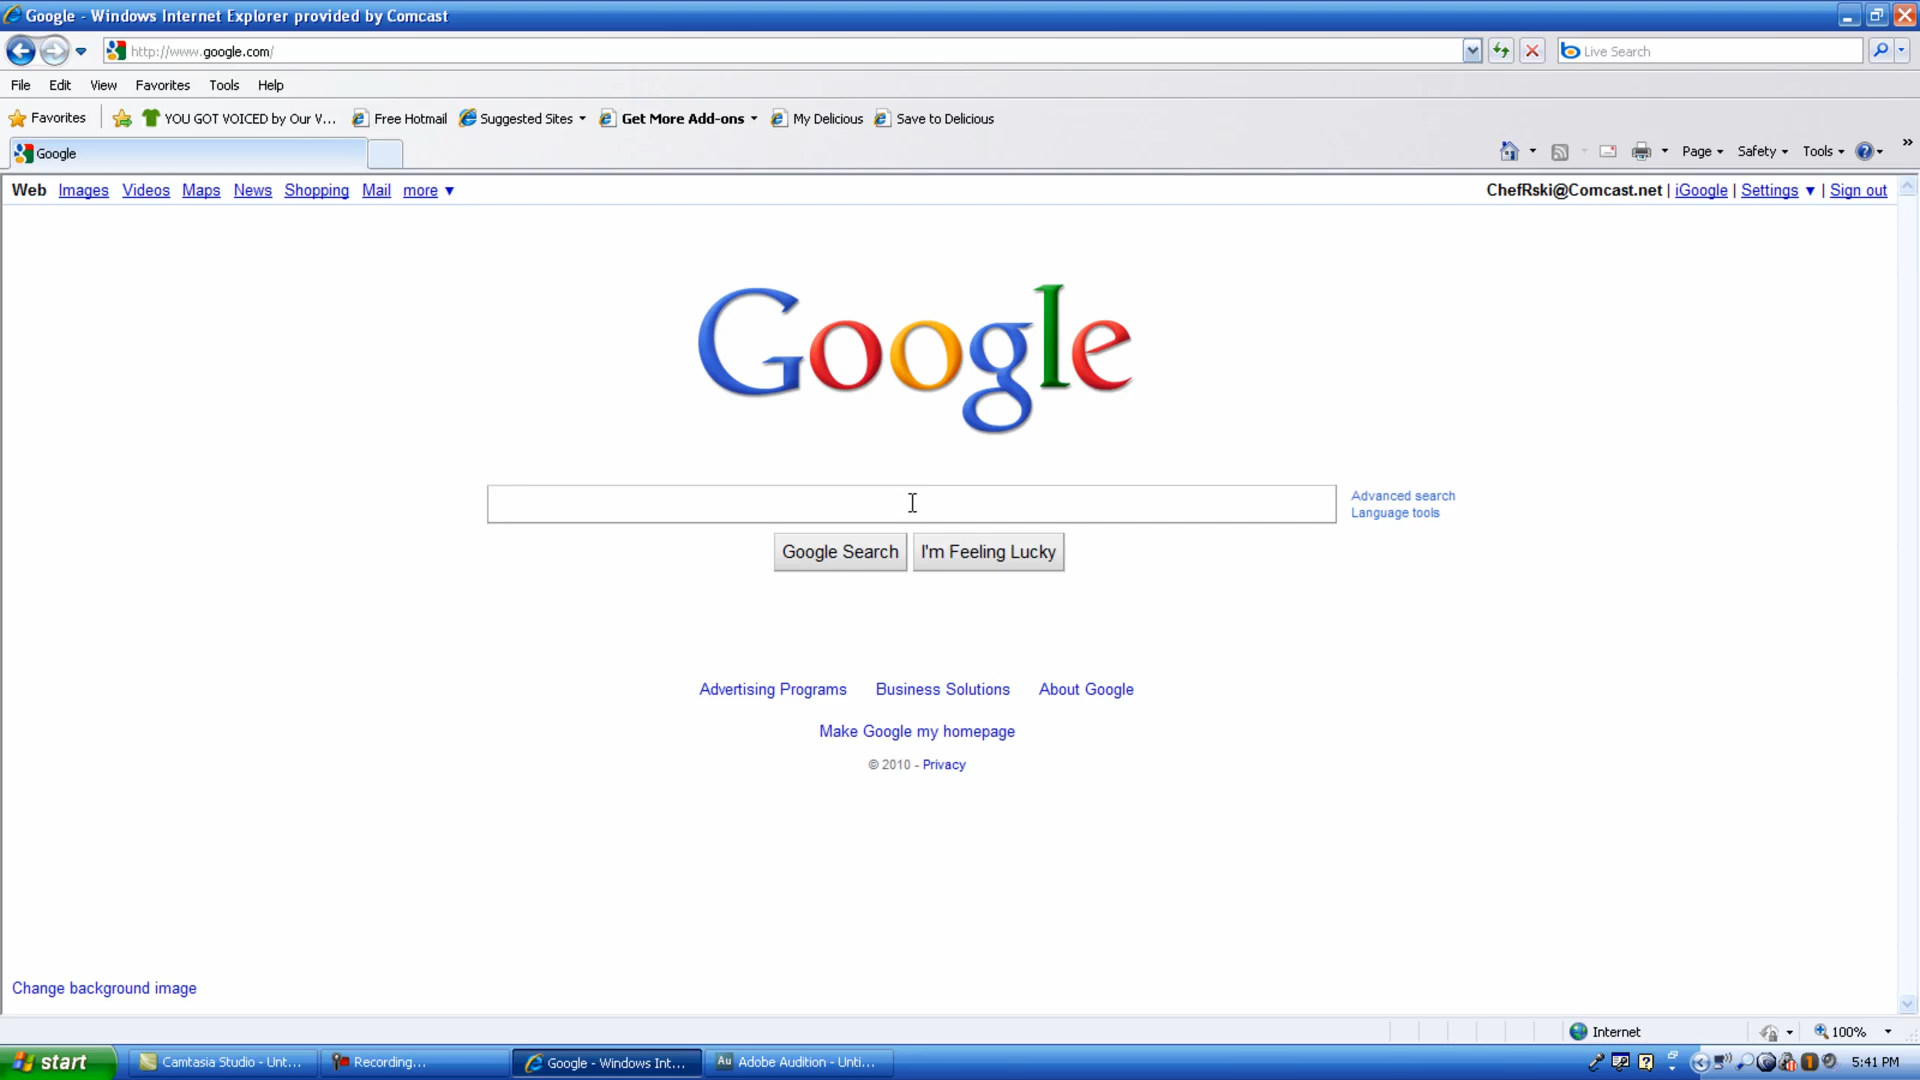 Google - Windows Internet Explorer provided by Comcast
http://www.google.com/
Live Search
File Edit View Favorites Tools Help
Favorites YOU GOT VOICED by Our V... Free Hotmail Suggested Sites Get More Add-ons My Delicious Save to Delicious
Google
Page Safety Tools
Web Images Videos Maps News Shopping Mail more ▼
ChefRski@Comcast.net | iGoogle | Settings ▼ | Sign out
Google
Advanced search
Language tools
Google Search I'm Feeling Lucky
Advertising Programs Business Solutions About Google
Make Google my homepage
© 2010 - Privacy
Change background image
Internet 100%
start Camtasia Studio - Unt... Recording... Google - Windows Int... Au Adobe Audition - Unti... 5:41 PM